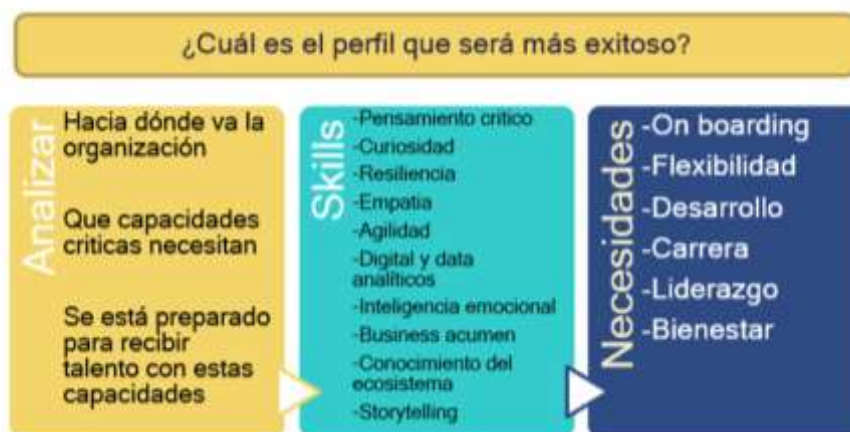 ¿Cuál es el perfil que será más exitoso?
Analizar
Hacia dónde va la
organización
Que capacidades
criticas necesitan
Se está preparado
para recibir
talento con estas
capacidades
Skills
-Pensamiento critico
-Curiosidad
-Resiliencia
-Empatia
-Agilidad
-Digital y data
analíticos
-Inteligencia emocional
-Business acumen
-Conocimiento del
ecosistema
-Storytelling
Necesidades
-On boarding
-Flexibilidad
-Desarrollo
-Carrera
-Liderazgo
-Bienestar